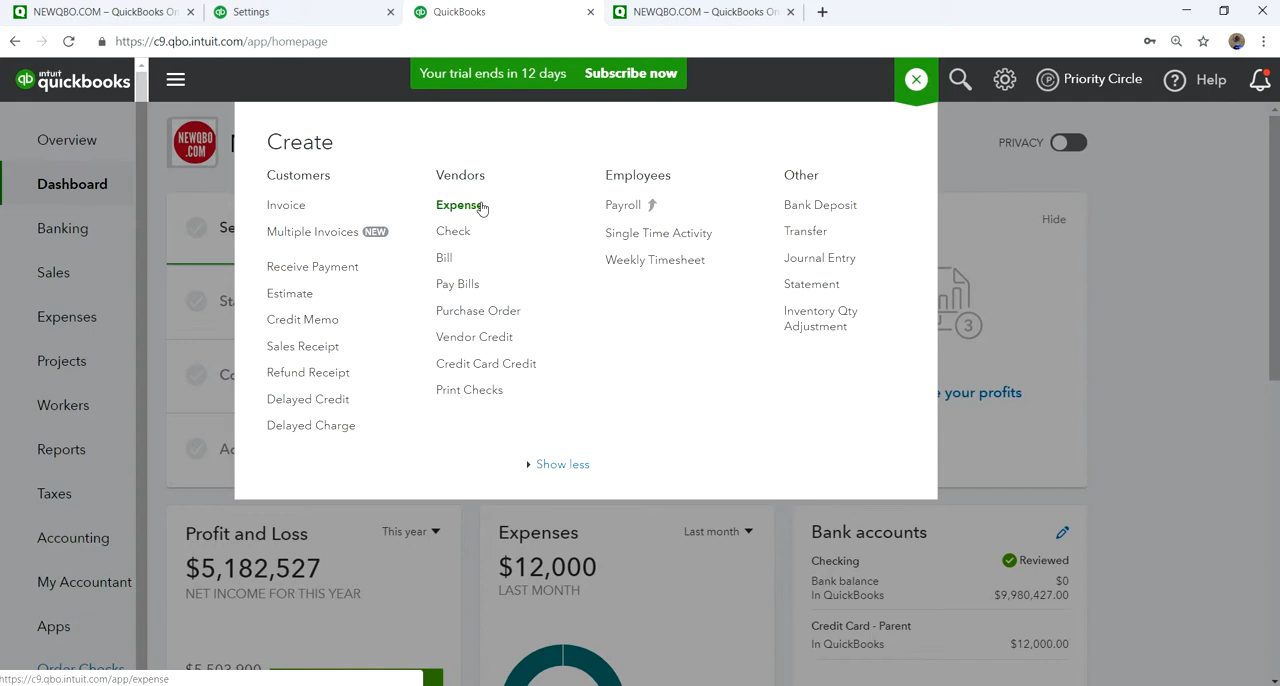 NEWQBO.COM – QuickBooks On
Settings
QuickBooks
NEWQBO.COM – QuickBooks On
https://c9.qbo.intuit.com/app/homepage
intuit
quickbooks
Your trial ends in 12 days Subscribe now
Priority Circle
Help
Overview
Dashboard
Banking
Sales
Expenses
Projects
Workers
Reports
Taxes
Accounting
My Accountant
Apps
Order Checks
NEWQBO
.COM
PRIVACY
Hide
Create
Customers
Invoice
Multiple Invoices NEW
Receive Payment
Estimate
Credit Memo
Sales Receipt
Refund Receipt
Delayed Credit
Delayed Charge
Vendors
Expense
Check
Bill
Pay Bills
Purchase Order
Vendor Credit
Credit Card Credit
Print Checks
Employees
Payroll
Single Time Activity
Weekly Timesheet
Other
Bank Deposit
Transfer
Journal Entry
Statement
Inventory Qty
Adjustment
Show less
3
your profits
Profit and Loss
This year
$5,182,527
NET INCOME FOR THIS YEAR
Expenses
Last month
$12,000
LAST MONTH
Bank accounts
Checking
Reviewed
Bank balance $0
In QuickBooks $9,980,427.00
Credit Card - Parent
In QuickBooks $12,000.00
https://c9.qbo.intuit.com/app/expense